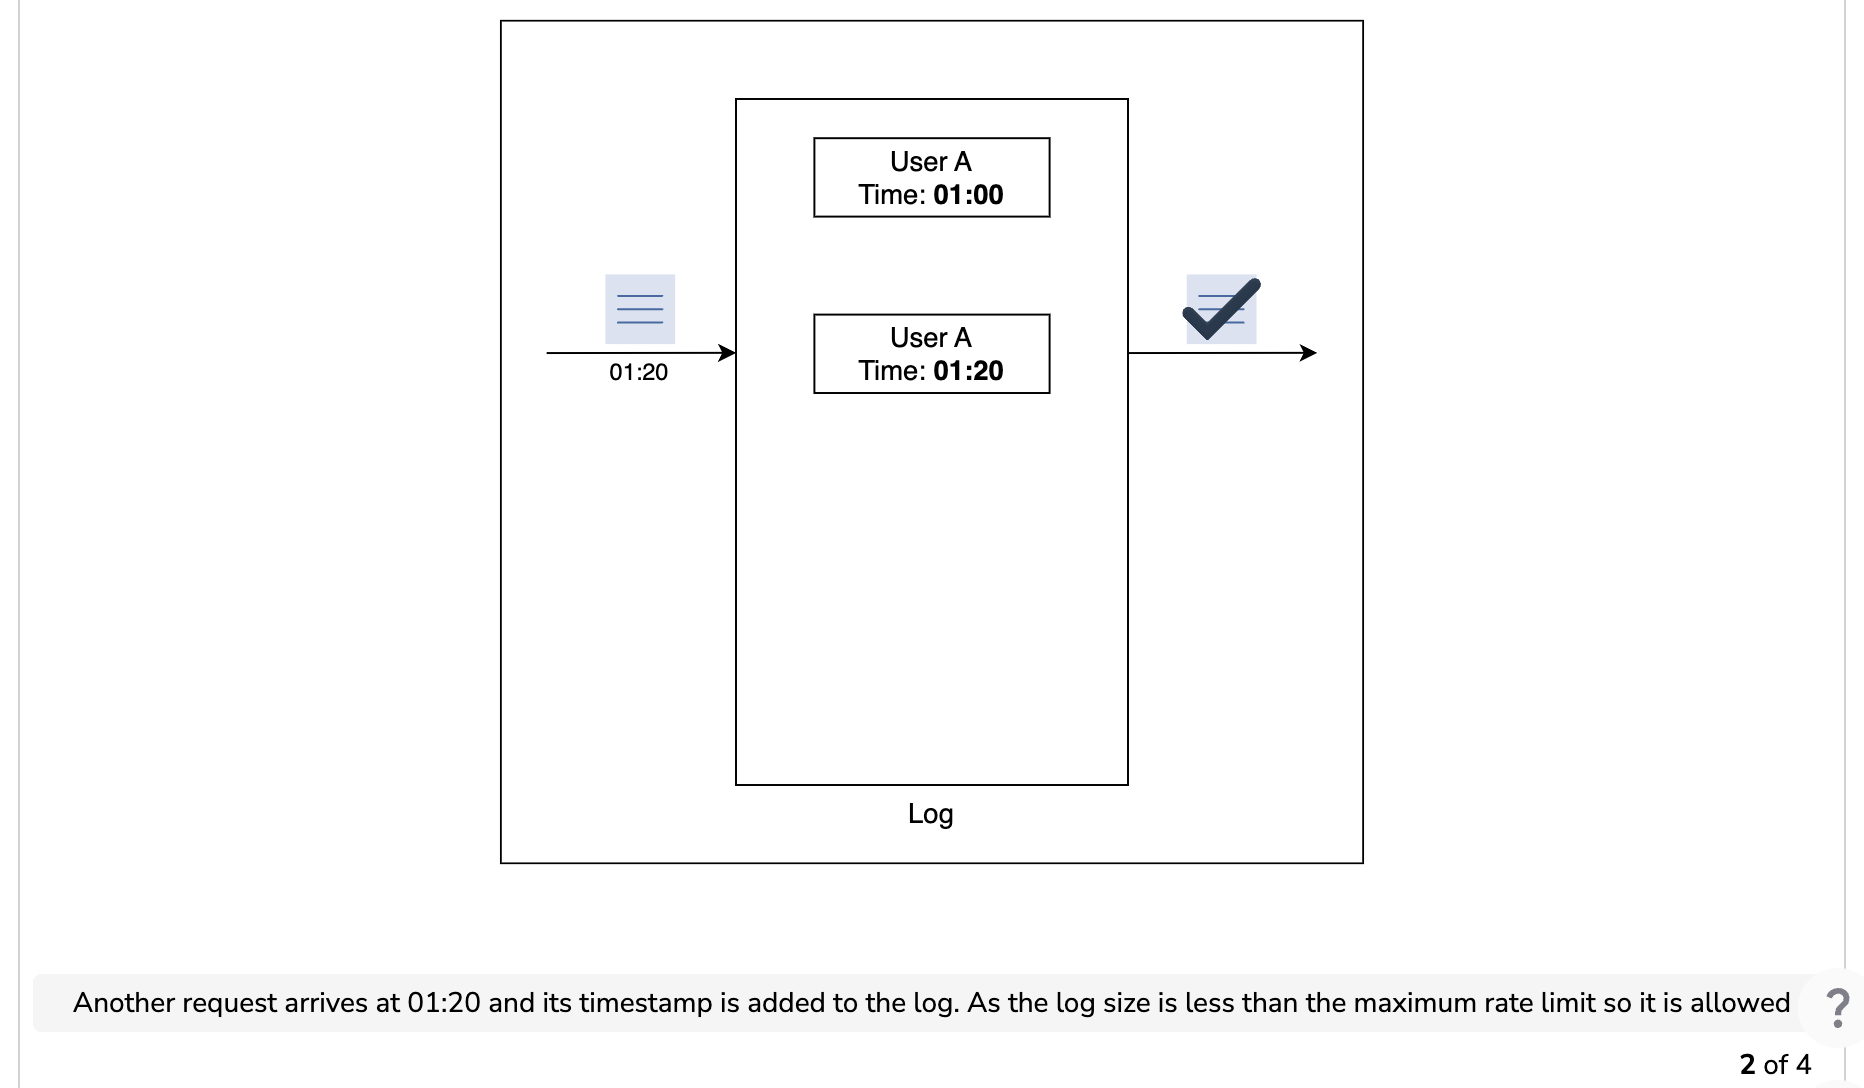 User A
Time: 01:00
User A
Time: 01:20
01:20
Log
Another request arrives at 01:20 and its timestamp is added to the log. As the log size is less than the maximum rate limit so it is allowed
?
2 of 4